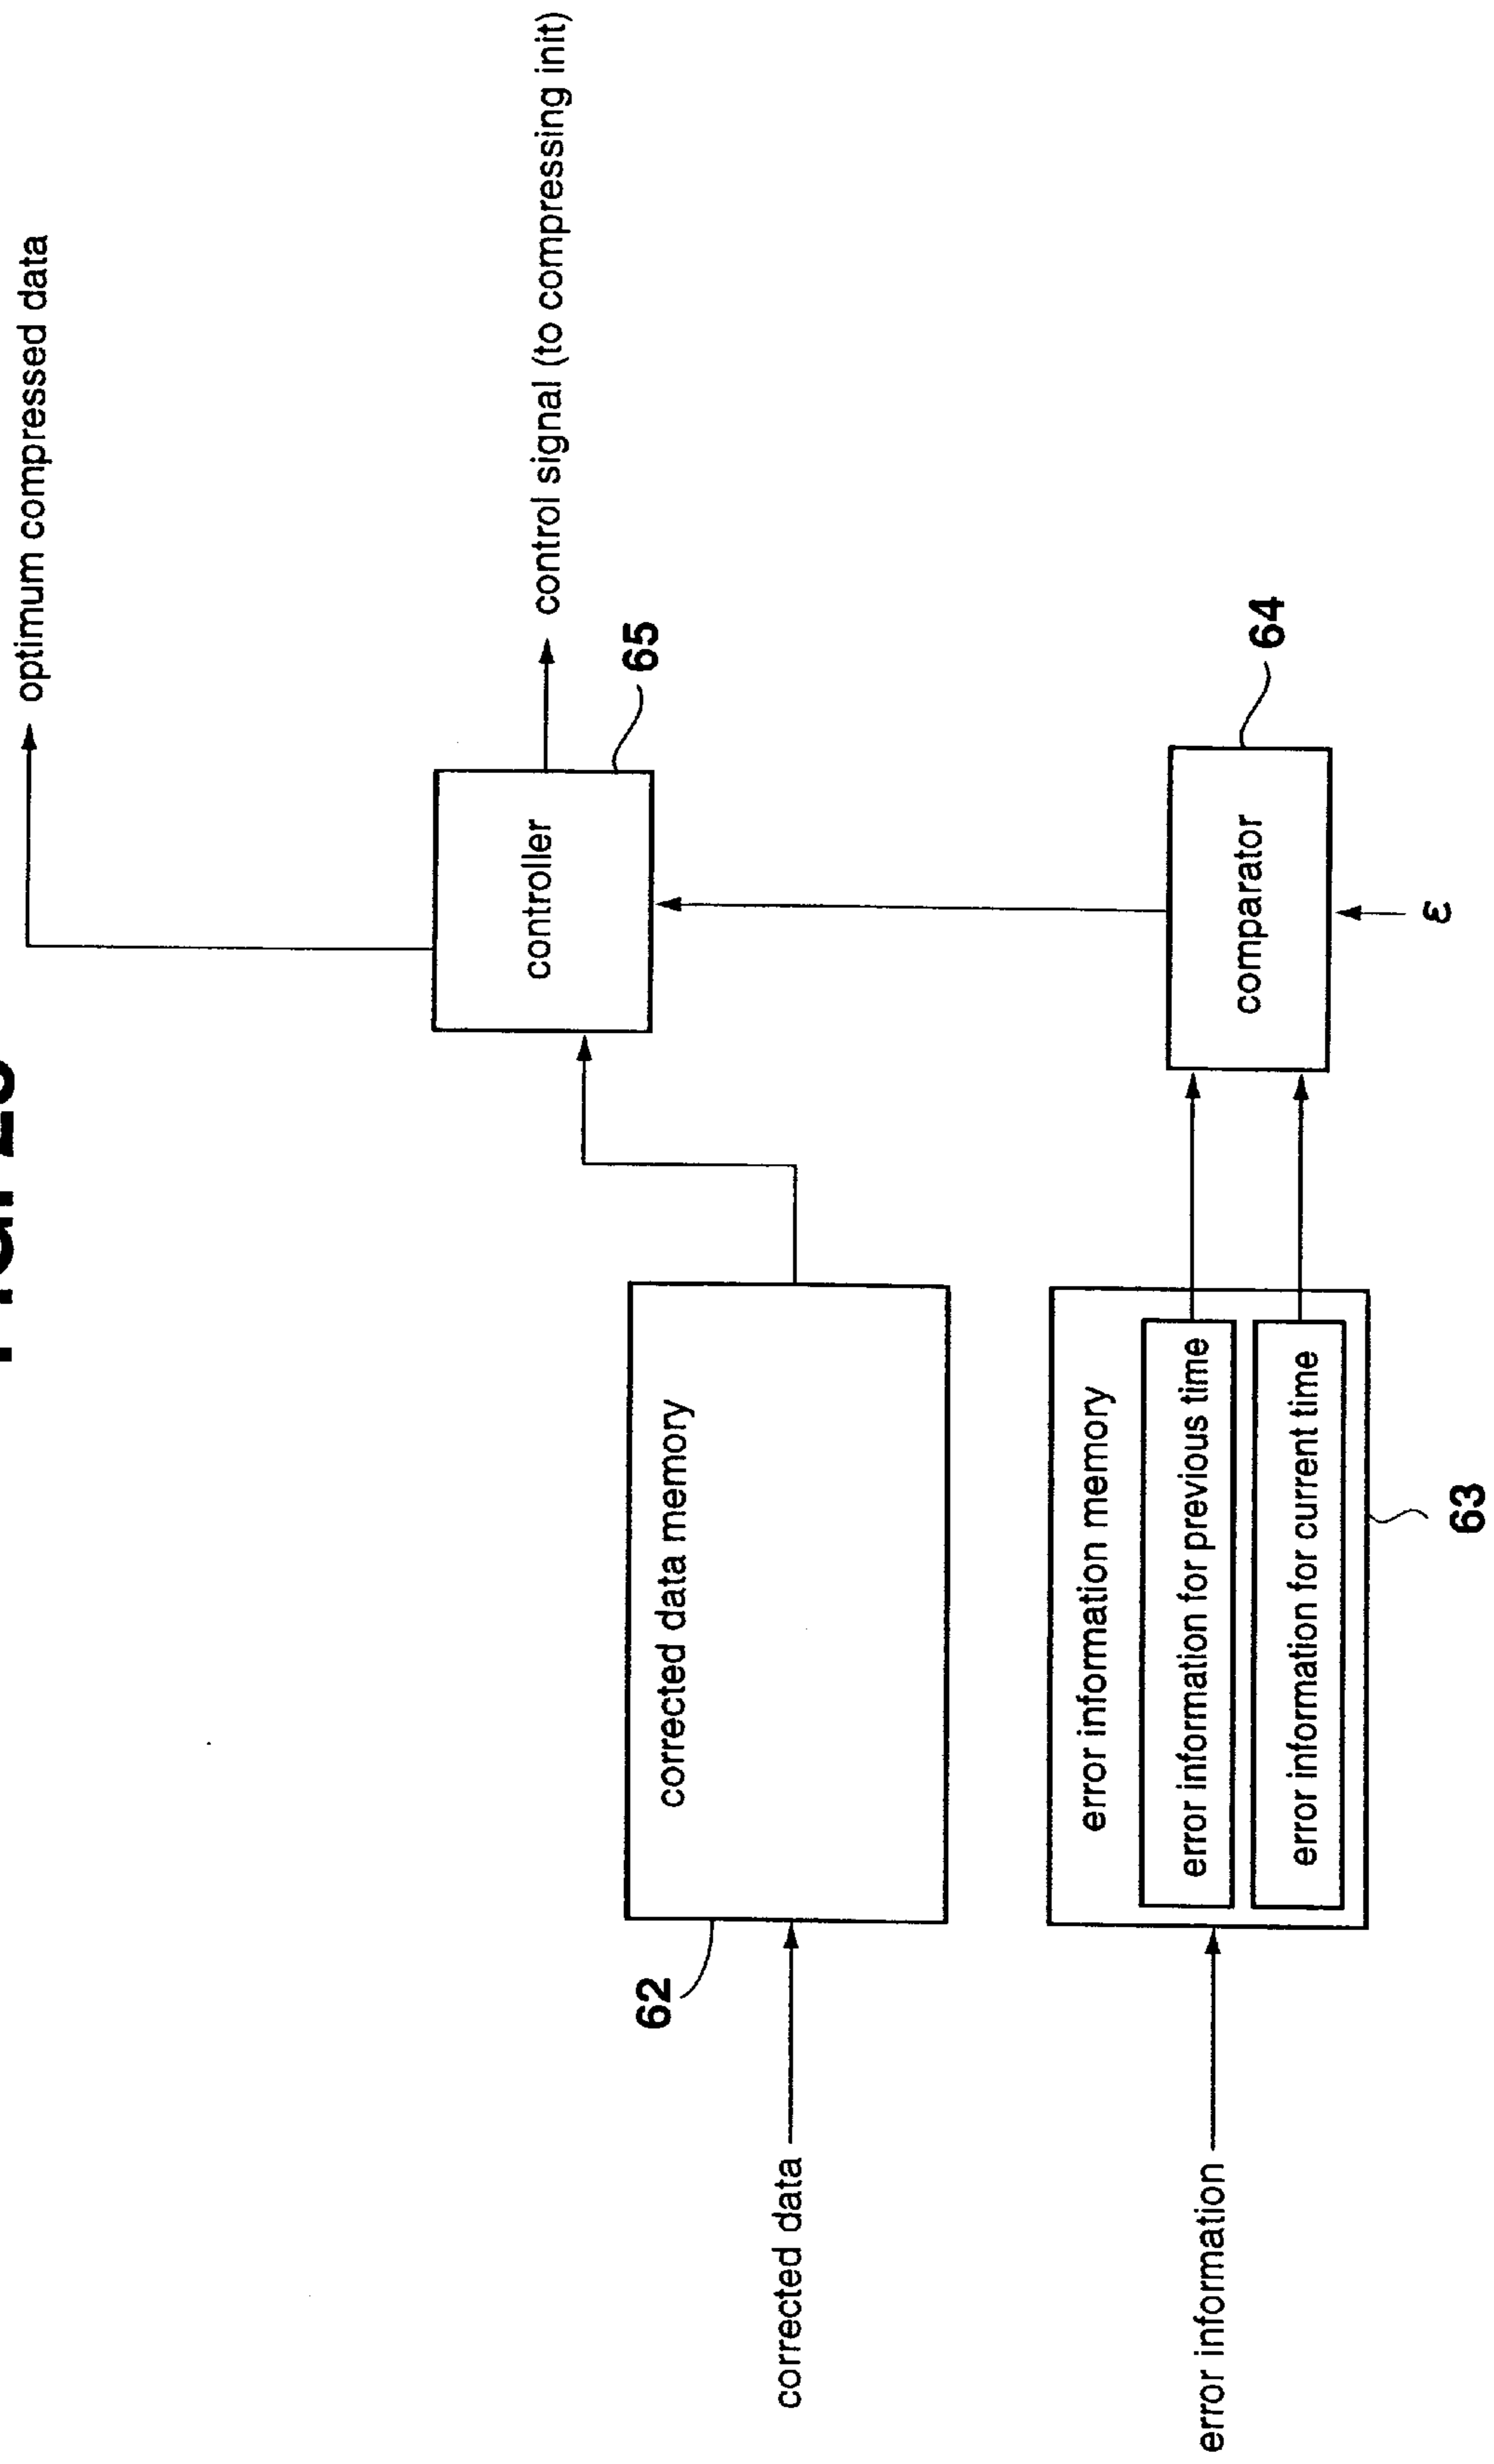 optimum compressed data
control signal (to compressing init)
65
controller
corrected data memory
62
corrected data
64
comparator
ε
error information memory
error information for previous time
error information for current time
63
error information